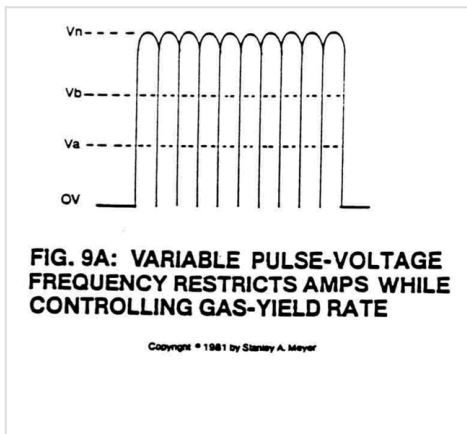 Vn
Vb
Va
OV
FIG. 9A: VARIABLE PULSE-VOLTAGE
FREQUENCY RESTRICTS AMPS WHILE
CONTROLLING GAS-YIELD RATE
Copyright © 1981 by Stanley A. Meyer